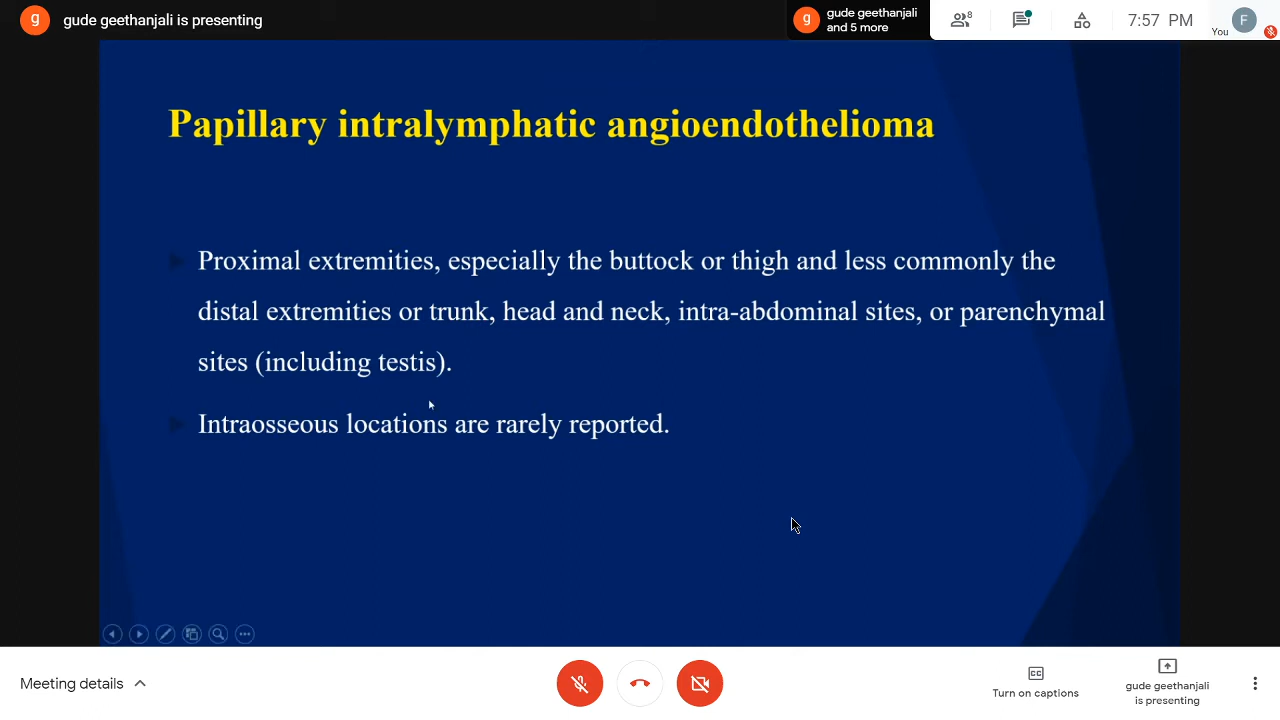 g
gude geethanjali is presenting
g
gude geethanjali
and 5 more
8
7:57 PM
You
F
Papillary intralymphatic angioendothelioma
Proximal extremities, especially the buttock or thigh and less commonly the
distal extremities or trunk, head and neck, intra-abdominal sites, or parenchymal
sites (including testis).
Intraosseous locations are rarely reported.
Meeting details
CC
Turn on captions
gude geethanjali
is presenting